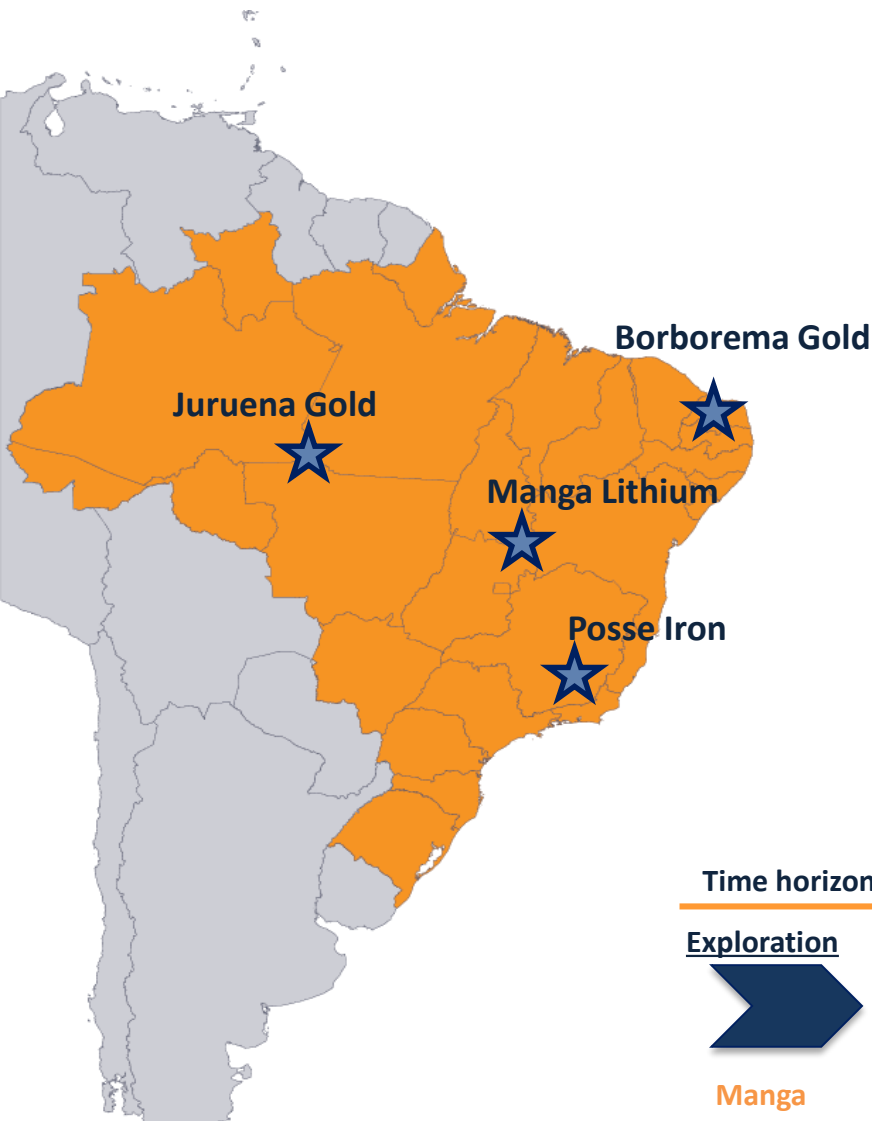 Borborema Gold
Juruena Gold
Manga Lithium
Posse Iron
Time horizon
Exploration
Manga